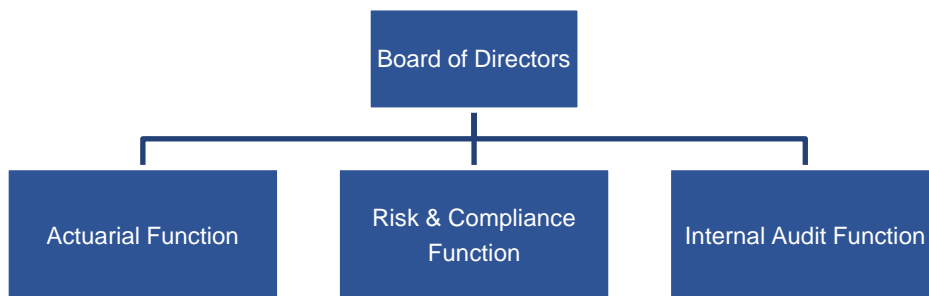 Board of Directors
Actuarial Function
Risk & Compliance
Function
Internal Audit Function